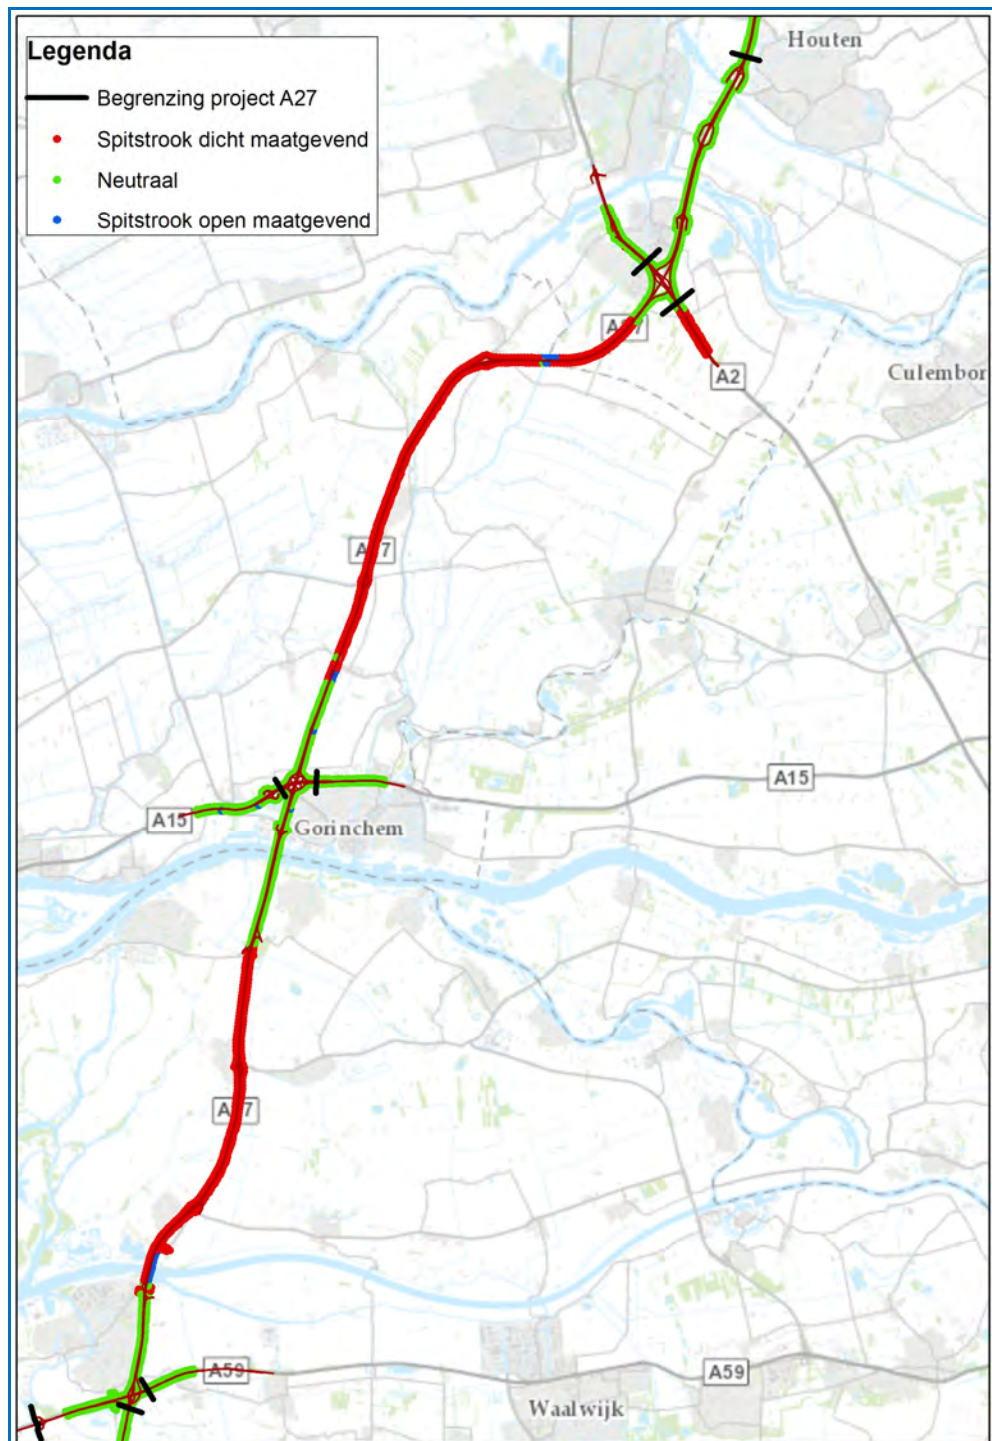 Legenda
Begrenzing project A27
Spitstrook dicht maatgevend
Neutraal
Spitstrook open maatgevend
Houten
A2
Culembor
A15
A15
Gorinchem
A59
A59
Waalwijk